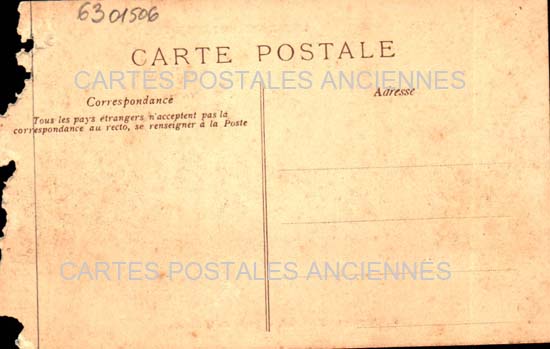 6301506
CARTE POSTALE
CARTES POSTALES ANCIENNES
Correspondance
Adresse
Tous les pays étrangers n'acceptent pas la
correspondance au recto, se renseigner à la Poste
CARTES POSTALES ANCIENNES